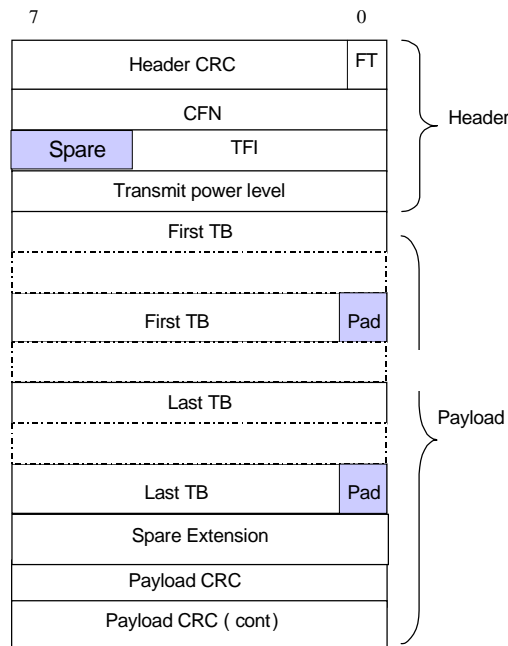 7 0
Header CRC FT
Header
CFN
Spare TFI
Transmit power level
First TB
First TB Pad
Last TB
Payload
Last TB Pad
Spare Extension
Payload CRC
Payload CRC ( cont)